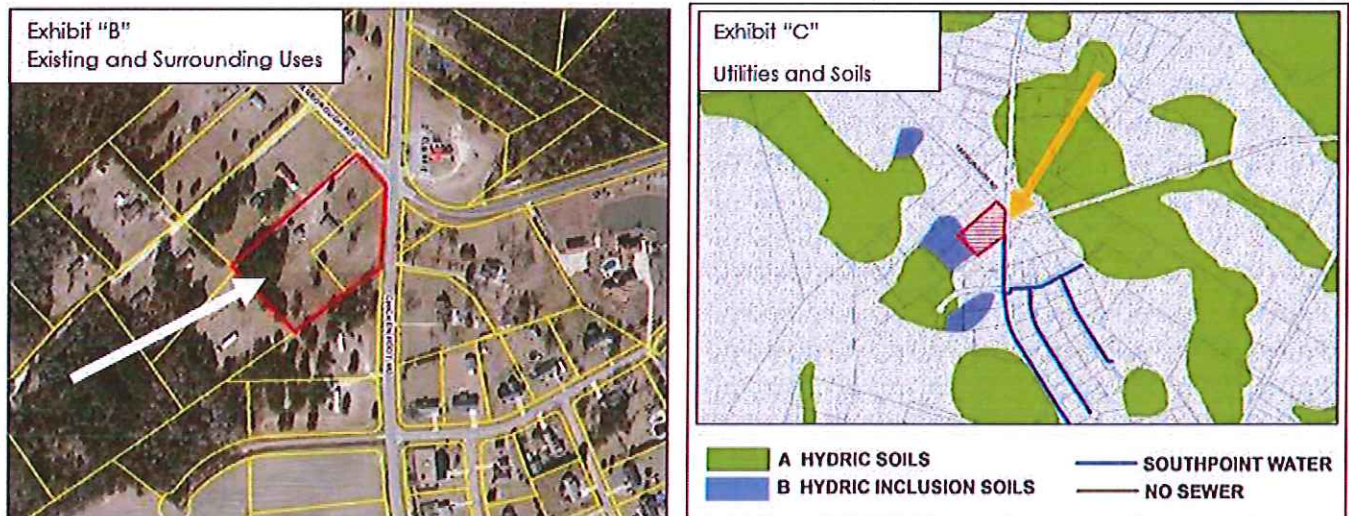 Exhibit "B"
Existing and Surrounding Uses
Exhibit "C"
Utilities and Soils
A HYDRIC SOILS
B HYDRIC INCLUSION SOILS
SOUTHPOINT WATER
NO SEWER